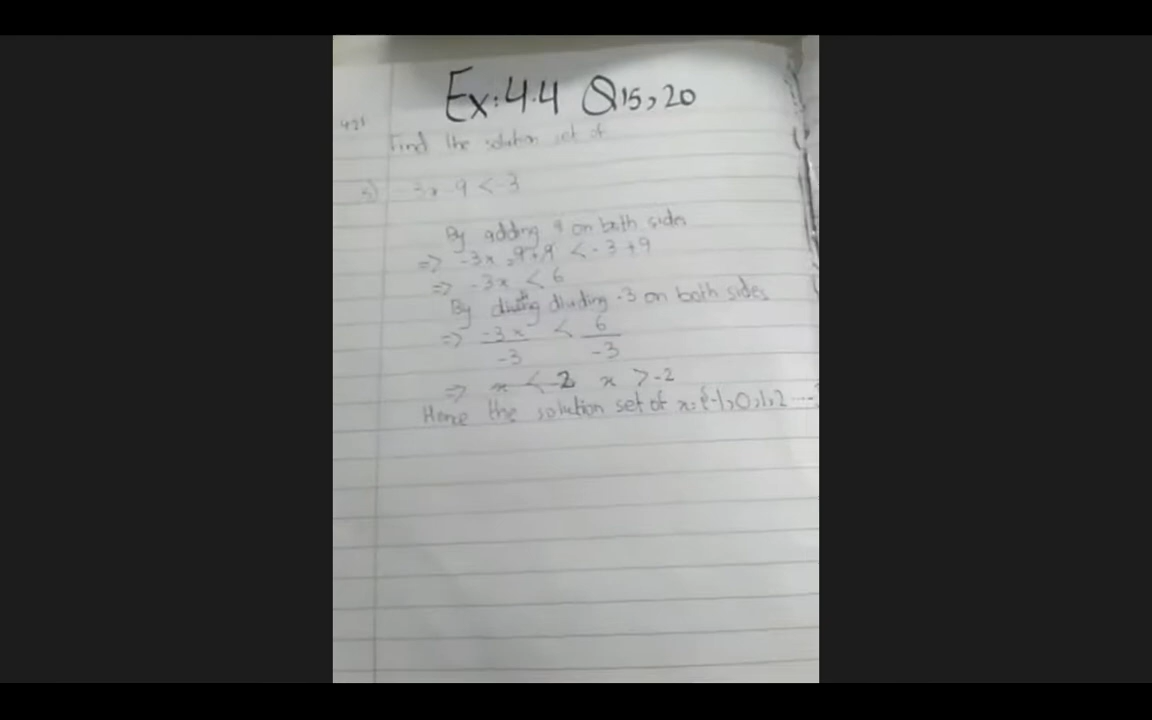 Ex:4.4 Q15,20
421
Find the solution set of
5) -3x-9 < -3
By adding 9 on both sides
=> -3x-9+9 < -3+9
=> -3x < 6
By dividing -3 on both sides
=> -3x/-3 < 6/-3
=> x < -2 x > -2
Hence the solution set of x={-1,0,1,2 ....